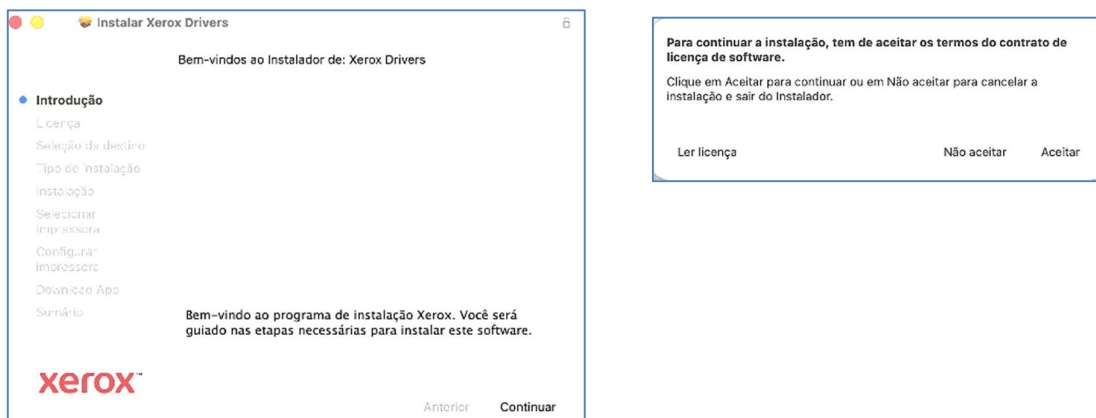 Instalar Xerox Drivers
Bem-vindos ao Instalador de: Xerox Drivers
Introdução
Licença
Seleção de destino
Tipo de instalação
Instalação
Selecionar
impressora
Configurar
impressora
Download App
Sumário
Bem-vindo ao programa de instalação Xerox. Você será
guiado nas etapas necessárias para instalar este software.
xerox™
Anterior Continuar
Para continuar a instalação, tem de aceitar os termos do contrato de
licença de software.
Clique em Aceitar para continuar ou em Não aceitar para cancelar a
instalação e sair do Instalador.
Ler licença Não aceitar Aceitar